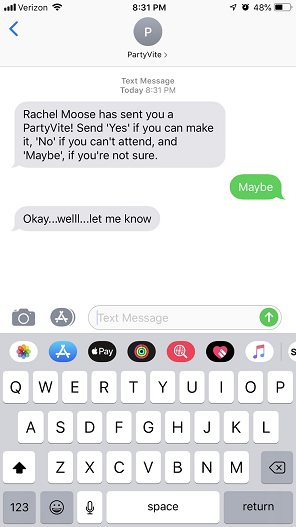 Verizon 8:31 PM 48%
P
PartyVite >
Text Message
Today 8:31 PM
Rachel Moose has sent you a
PartyVite! Send 'Yes' if you can make
it, 'No' if you can't attend, and
'Maybe', if you're not sure.
Maybe
Okay...welll...let me know
Text Message
Pay
S
Q W E R T Y U I O P
A S D F G H J K L
Z X C V B N M
123 space return